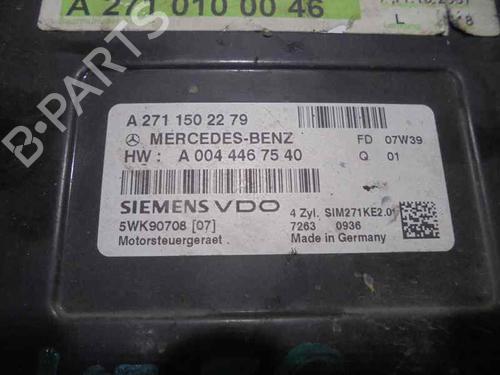 A 271 010 00 46
L
A 271 150 22 79
MERCEDES-BENZ FD 07W39
HW : A 004 446 75 40 Q 01
SIEMENS VDO 4 Zyl. SIM271KE2.0
5WK90708 [07] 7263 0936
Motorsteuergeraet Made in Germany